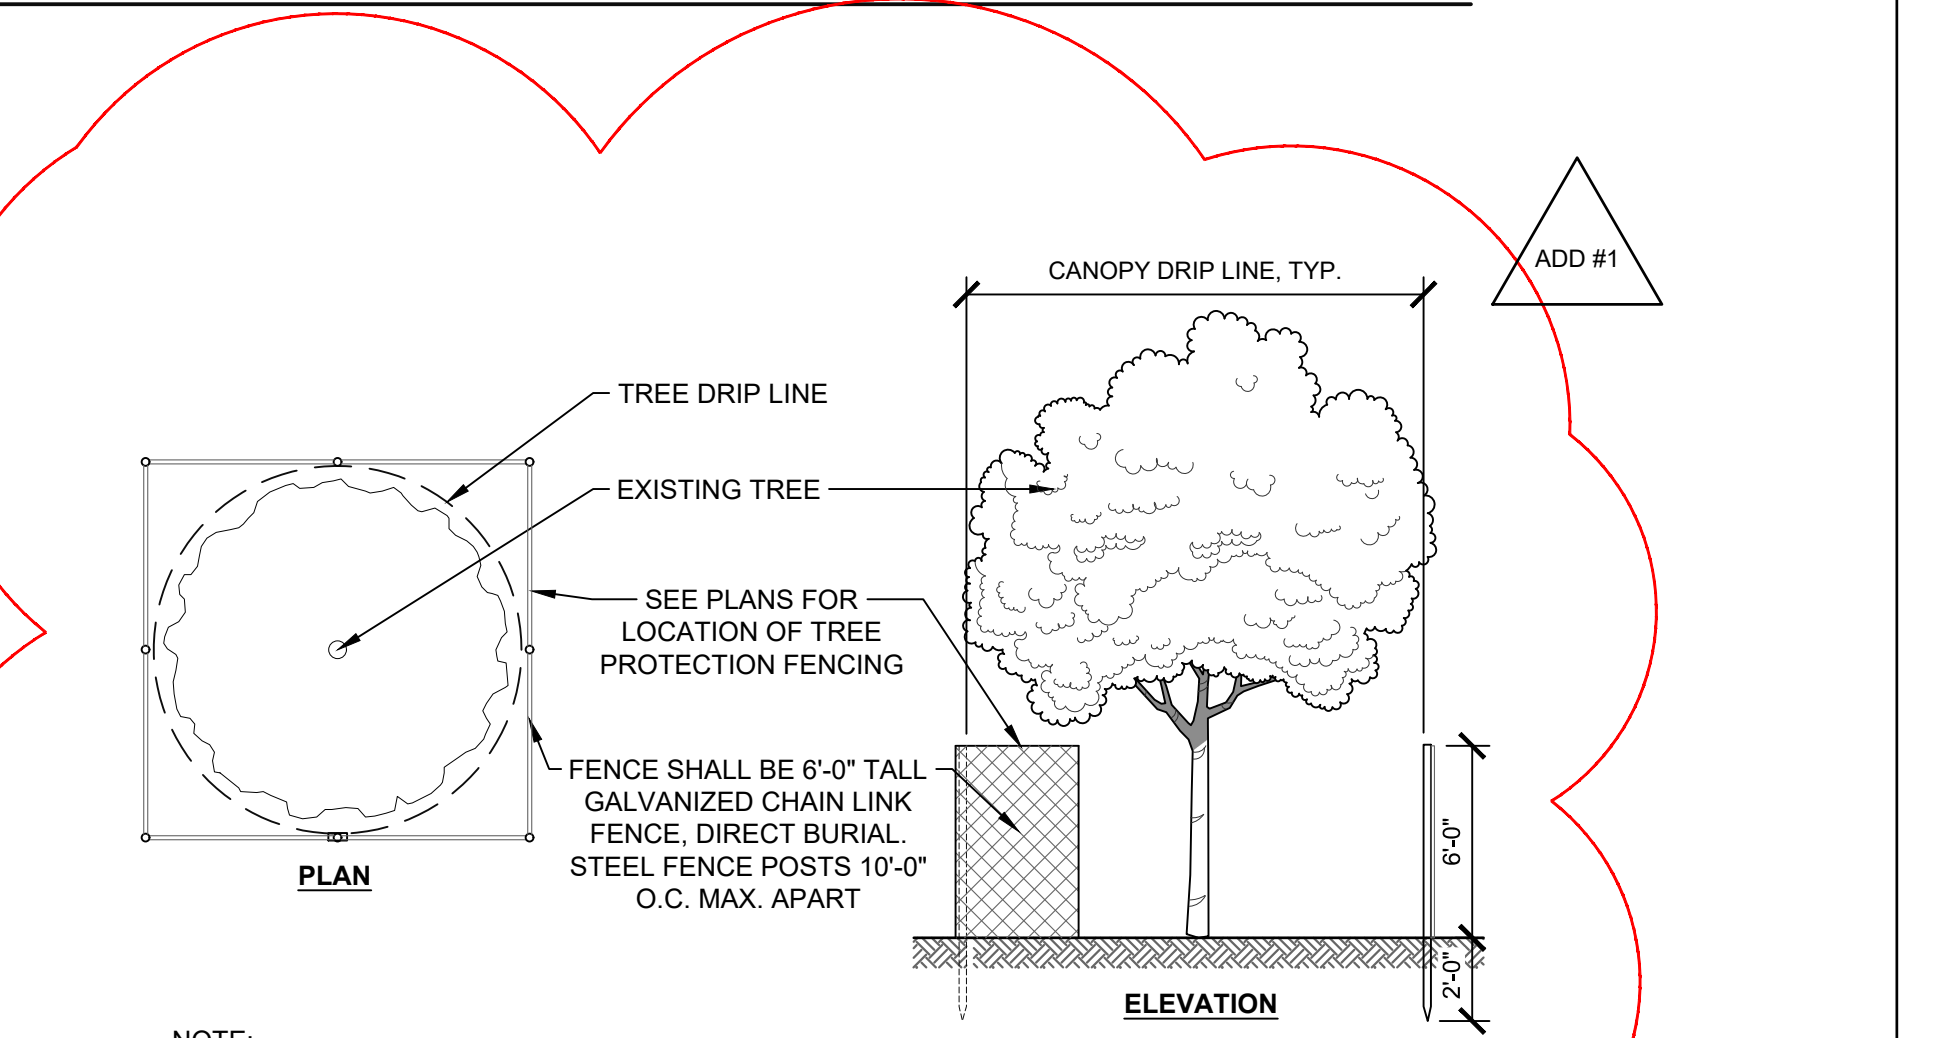 ADD #1
CANOPY DRIP LINE, TYP.
TREE DRIP LINE
EXISTING TREE
SEE PLANS FOR
LOCATION OF TREE
PROTECTION FENCING
FENCE SHALL BE 6'-0" TALL
GALVANIZED CHAIN LINK
FENCE, DIRECT BURIAL.
STEEL FENCE POSTS 10'-0"
O.C. MAX. APART
6'-0"
2'-0"
PLAN
ELEVATION
NOTE: